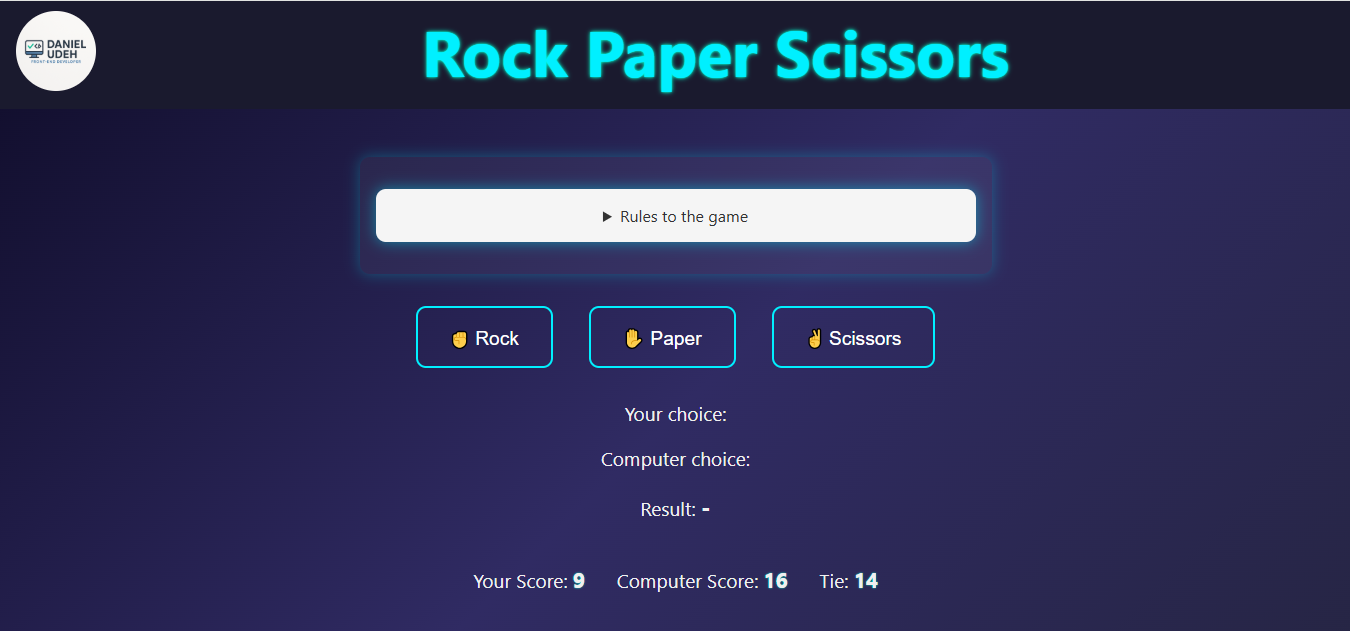 DANIEL
UDEH
FRONT-END DEVELOPER
Rock Paper Scissors
Rules to the game
Rock
Paper
Scissors
Your choice:
Computer choice:
Result: -
Your Score: 9 Computer Score: 16 Tie: 14